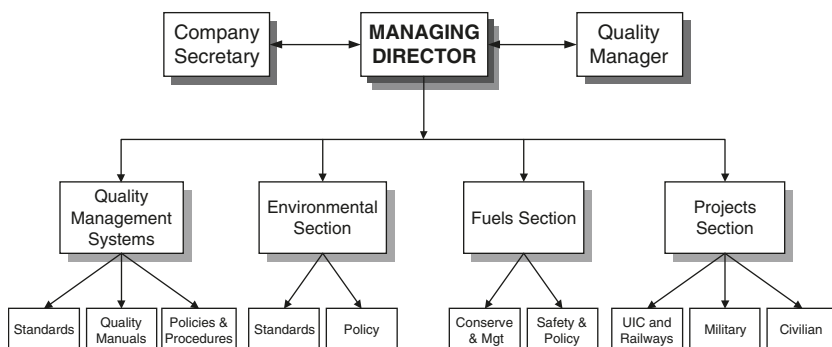 Company
Secretary
MANAGING
DIRECTOR
Quality
Manager
Quality
Management
Systems
Environmental
Section
Fuels Section
Projects
Section
Standards
Quality
Manuals
Policies &
Procedures
Standards
Policy
Conserve
& Mgt
Safety &
Policy
UIC and
Railways
Military
Civilian